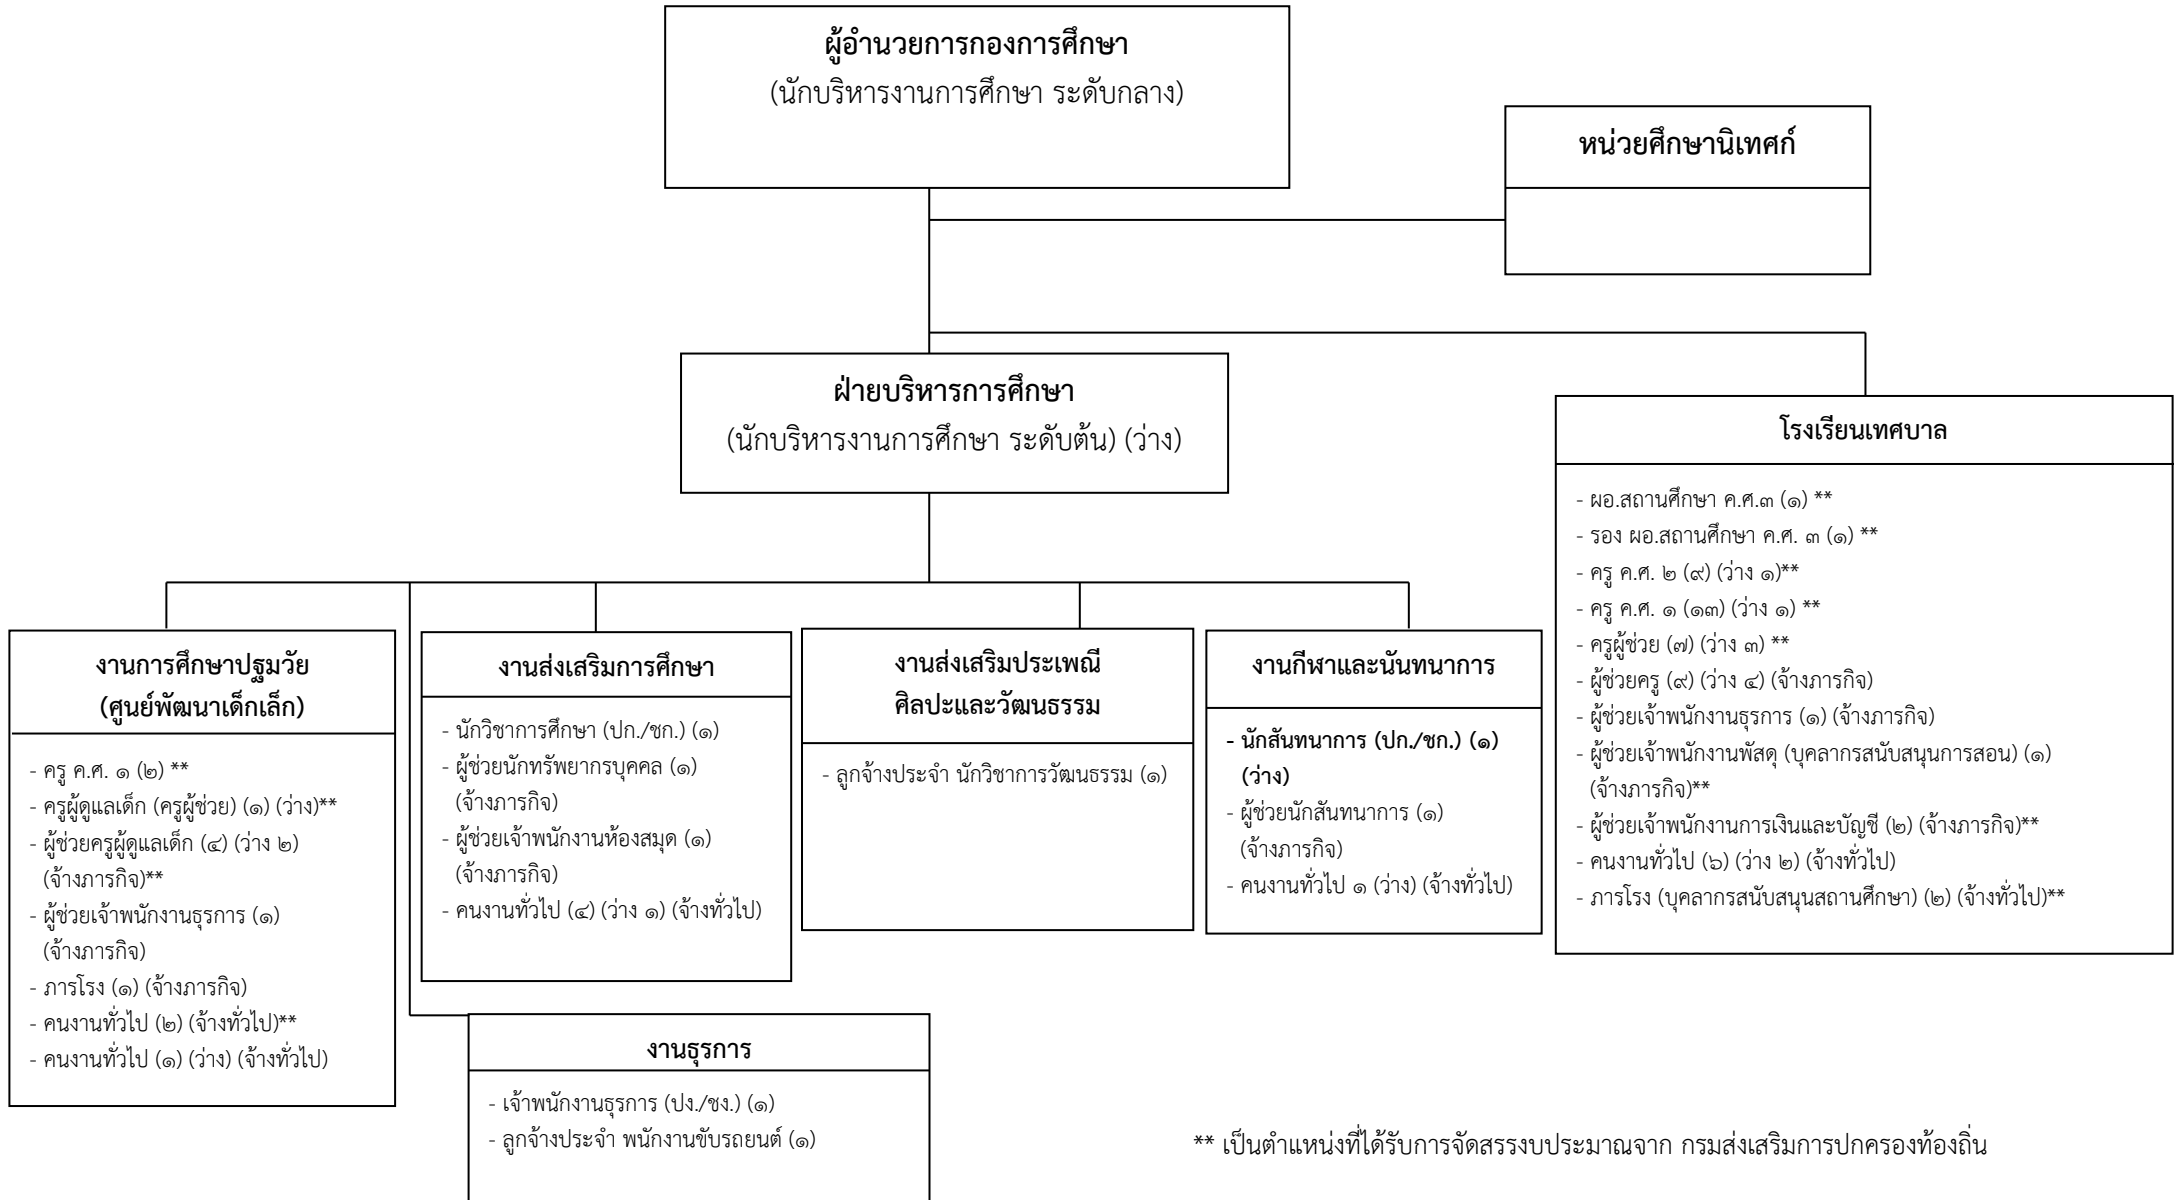 ผู้อำนวยการกองการศึกษา
(นักบริหารงานการศึกษา ระดับกลาง)
หน่วยศึกษานิเทศก์
ฝ่ายบริหารการศึกษา
(นักบริหารงานการศึกษา ระดับต้น) (ว่าง)
โรงเรียนเทศบาล
- ผอ.สถานศึกษา ค.ศ.๓ (๑) **
- รอง ผอ.สถานศึกษา ค.ศ. ๓ (๑) **
- ครู ค.ศ. ๒ (๙) (ว่าง ๑)**
- ครู ค.ศ. ๑ (๑๓) (ว่าง ๑) **
- ครูผู้ช่วย (๗) (ว่าง ๓) **
- ผู้ช่วยครู (๙) (ว่าง ๔) (จ้างภารกิจ)
- ผู้ช่วยเจ้าพนักงานธุรการ (๑) (จ้างภารกิจ)
- ผู้ช่วยเจ้าพนักงานพัสดุ (บุคลากรสนับสนุนการสอน) (๑)
(จ้างภารกิจ)**
- ผู้ช่วยเจ้าพนักงานการเงินและบัญชี (๒) (จ้างภารกิจ)**
- คนงานทั่วไป (๖) (ว่าง ๒) (จ้างทั่วไป)
- ภารโรง (บุคลากรสนับสนุนสถานศึกษา) (๒) (จ้างทั่วไป)**
งานการศึกษาปฐมวัย
(ศูนย์พัฒนาเด็กเล็ก)
- ครู ค.ศ. ๑ (๒) **
- ครูผู้ดูแลเด็ก (ครูผู้ช่วย) (๑) (ว่าง)**
- ผู้ช่วยครูผู้ดูแลเด็ก (๔) (ว่าง ๒)
(จ้างภารกิจ)**
- ผู้ช่วยเจ้าพนักงานธุรการ (๑)
(จ้างภารกิจ)
- ภารโรง (๑) (จ้างภารกิจ)
- คนงานทั่วไป (๒) (จ้างทั่วไป)**
- คนงานทั่วไป (๑) (ว่าง) (จ้างทั่วไป)
งานส่งเสริมการศึกษา
- นักวิชาการศึกษา (ปก./ชก.) (๑)
- ผู้ช่วยนักทรัพยากรบุคคล (๑)
(จ้างภารกิจ)
- ผู้ช่วยเจ้าพนักงานห้องสมุด (๑)
(จ้างภารกิจ)
- คนงานทั่วไป (๔) (ว่าง ๑) (จ้างทั่วไป)
งานส่งเสริมประเพณี
ศิลปะและวัฒนธรรม
- ลูกจ้างประจำ นักวิชาการวัฒนธรรม (๑)
งานกีฬาและนันทนาการ
- นักสันทนาการ (ปก./ชก.) (๑)
(ว่าง)
- ผู้ช่วยนักสันทนาการ (๑)
(จ้างภารกิจ)
- คนงานทั่วไป ๑ (ว่าง) (จ้างทั่วไป)
งานธุรการ
- เจ้าพนักงานธุรการ (ปง./ชง.) (๑)
- ลูกจ้างประจำ พนักงานขับรถยนต์ (๑)
** เป็นตำแหน่งที่ได้รับการจัดสรรงบประมาณจาก กรมส่งเสริมการปกครองท้องถิ่น